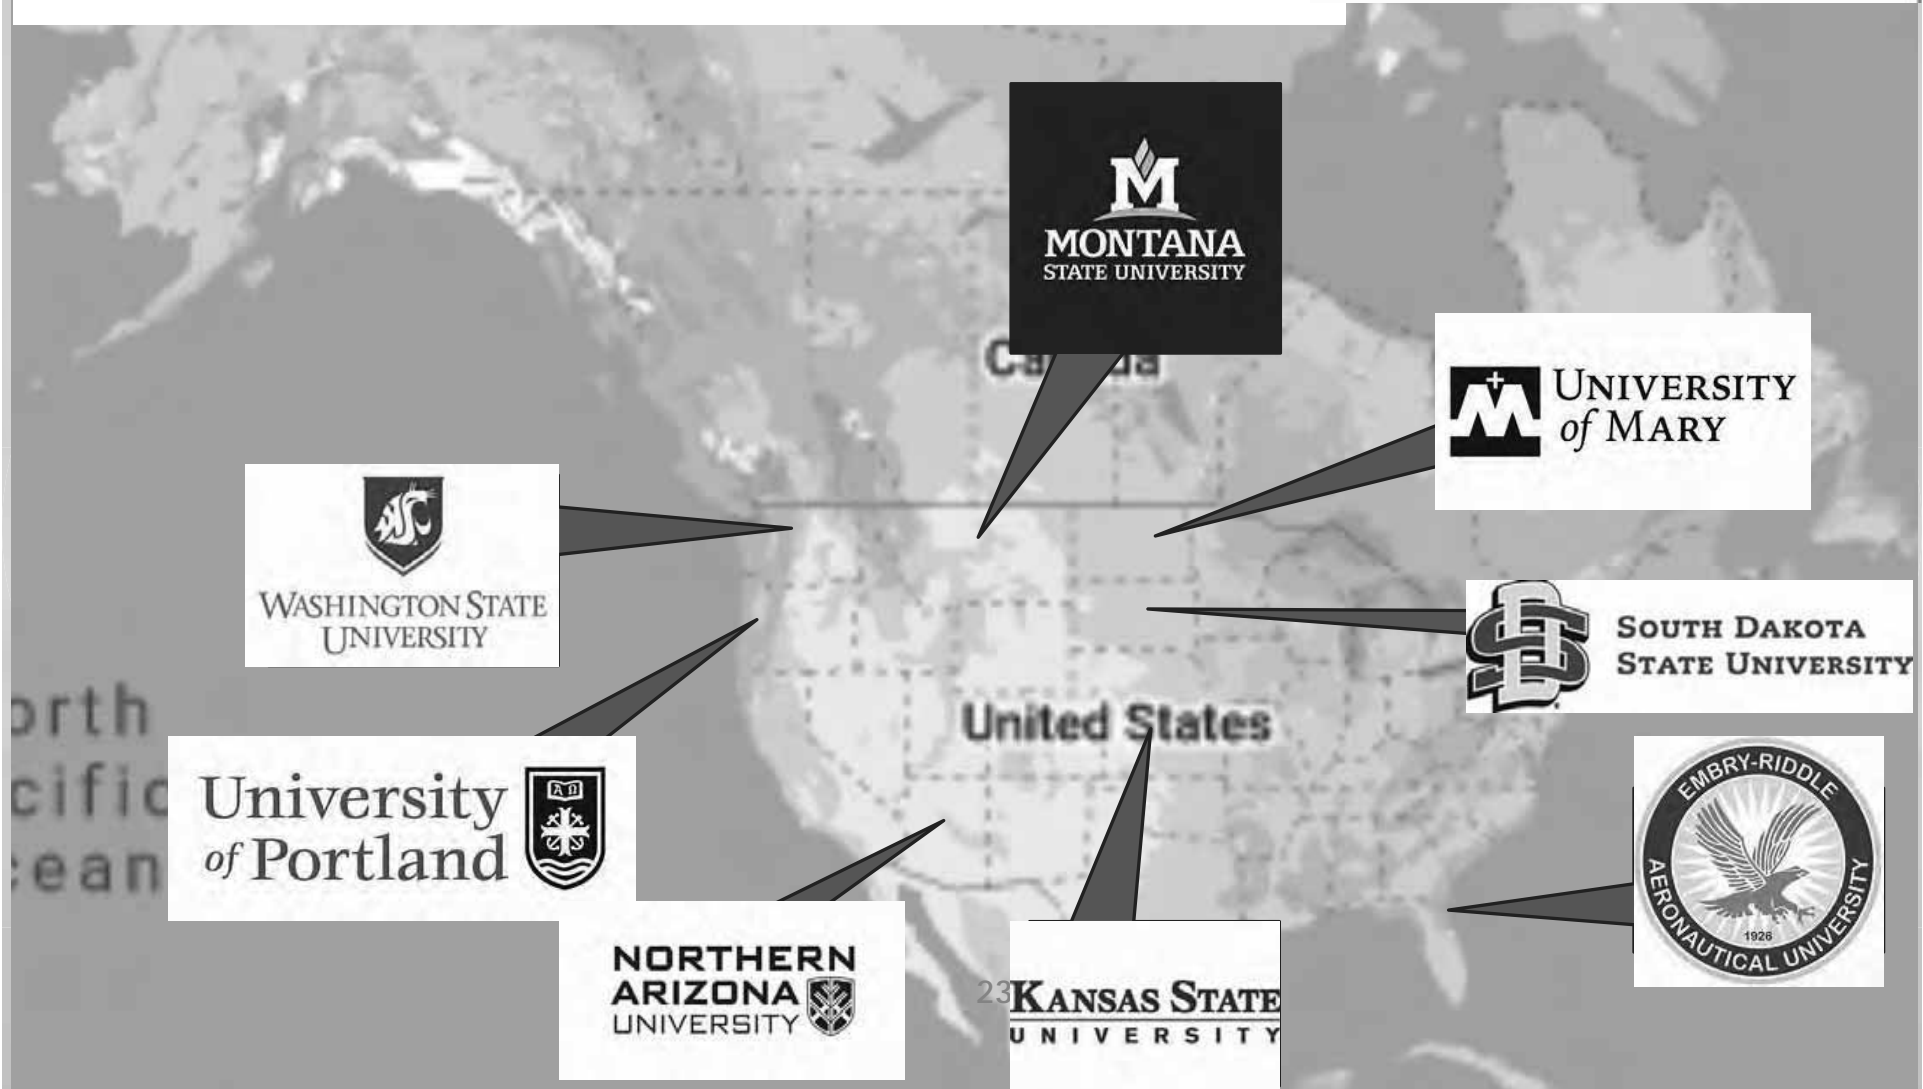 MONTANA
STATE UNIVERSITY
UNIVERSITY
of MARY
WASHINGTON STATE
UNIVERSITY
SOUTH DAKOTA
STATE UNIVERSITY
United States
University
of Portland
AΩ
EMBRY-RIDDLE
AERONAUTICAL UNIVERSITY
1926
NORTHERN
ARIZONA
UNIVERSITY
23
KANSAS STATE
UNIVERSITY
orth
cific
cean